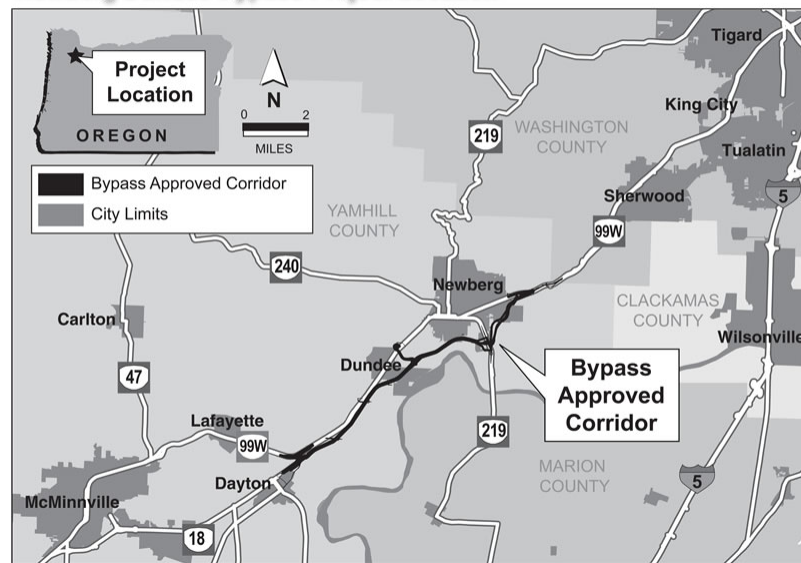 Project
Location
OREGON
N
0 2
MILES
Bypass Approved Corridor
City Limits
Tigard
King City
219
WASHINGTON
COUNTY
Tualatin
Sherwood
5
YAMHILL
COUNTY
99W
240
Newberg
CLACKAMAS
COUNTY
Carlton
Wilsonville
Dundee
47
Bypass
Approved
Corridor
Lafayette
99W
219
MARION
COUNTY
Dayton
5
McMinnville
18